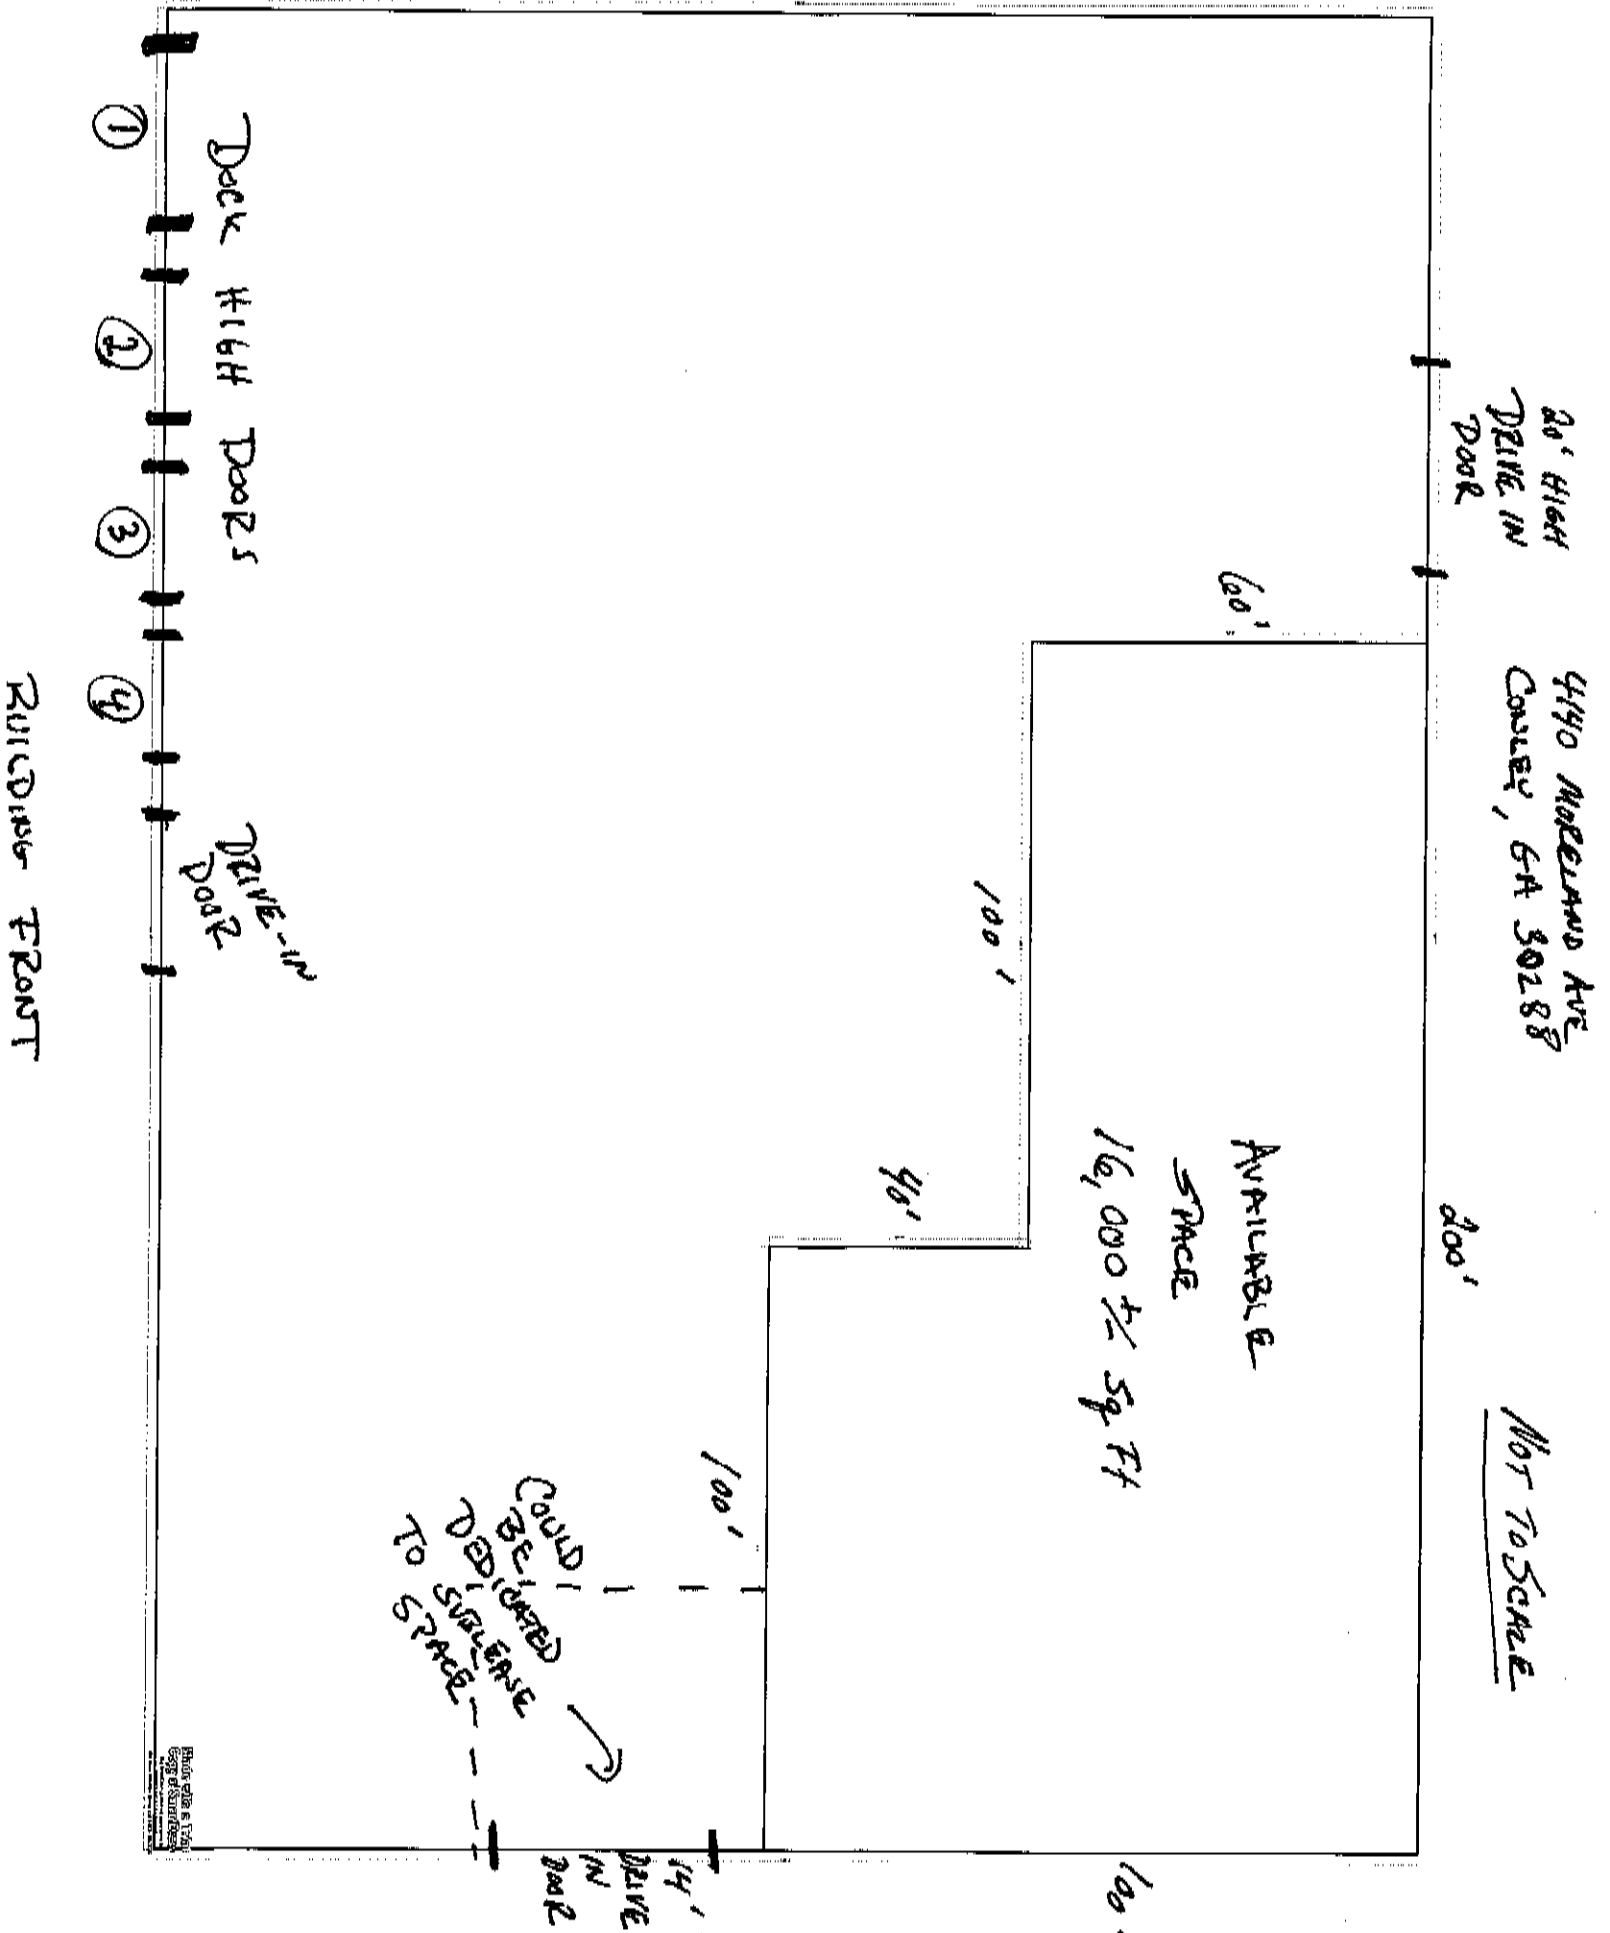 4140 MORELAND AVE
CONLEY, GA 30288
NOT TO SCALE
20' HIGH
DRIVE IN
DOOR
200'
60'
AVAILABLE
SPACE
16,000 +/- Sq Ft
100'
40'
100'
100'
14'
DRIVE
IN
DOOR
COULD
BE
DEDICATED
SUBLEASE
TO SPACE
DOCK HIGH DOORS
DRIVE-IN
DOOR
1
2
3
4
BUILDING FRONT